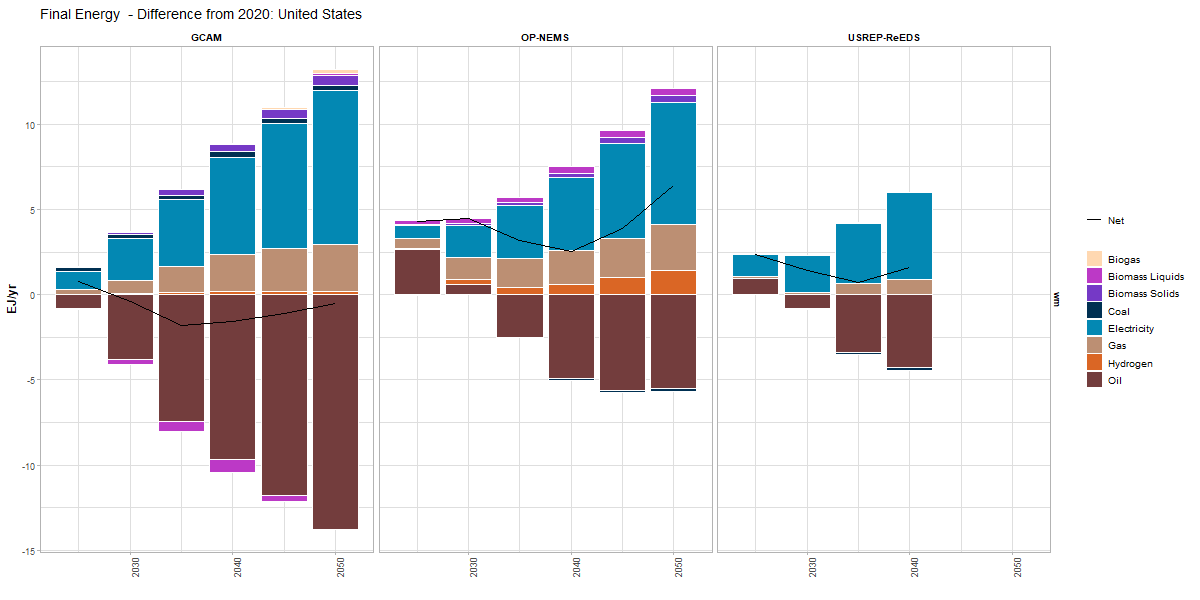 Final Energy  - Difference from 2020: United States
GCAM
OP-NEMS
USREP-ReEDS
EJ/yr
10
5
0
-5
-10
-15
2030
2040
2050
2030
2040
2050
2030
2040
2050
wm
Net
Biogas
Biomass Liquids
Biomass Solids
Coal
Electricity
Gas
Hydrogen
Oil